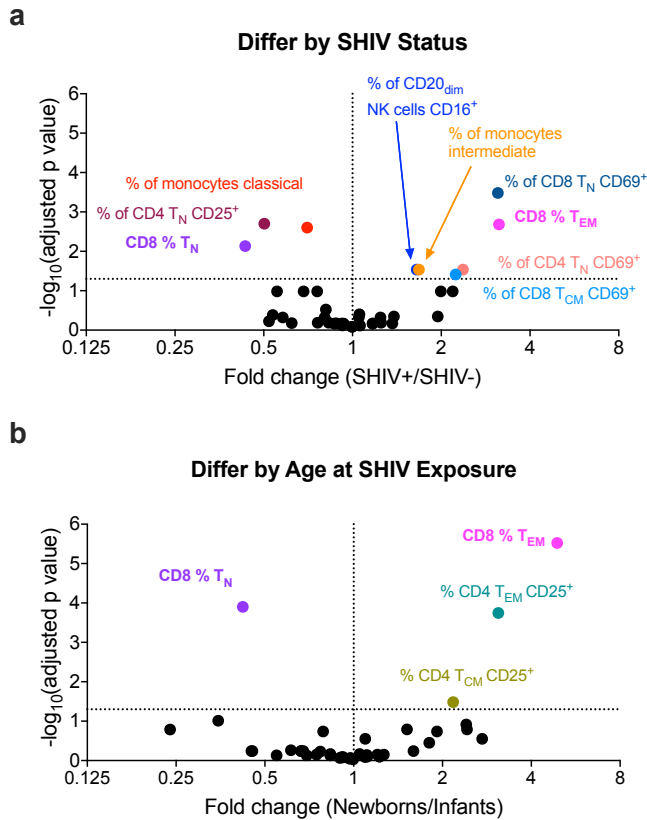 a
Differ by SHIV Status
% of CD20dim
NK cells CD16+
% of monocytes
intermediate
% of monocytes classical
% of CD8 TN CD69+
% of CD4 TN CD25+
CD8 % TEM
CD8 % TN
% of CD4 TN CD69+
% of CD8 TCM CD69+
-log10(adjusted p value)
6
5
4
3
2
1
0
0.125
0.25
0.5
1
2
4
8
Fold change (SHIV+/SHIV-)
b
Differ by Age at SHIV Exposure
CD8 % TEM
CD8 % TN
% CD4 TEM CD25+
% CD4 TCM CD25+
-log10(adjusted p value)
6
5
4
3
2
1
0
0.125
0.25
0.5
1
2
4
8
Fold change (Newborns/Infants)